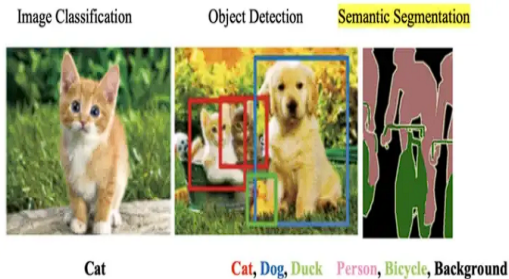 Image Classification
Object Detection
Semantic Segmentation
Cat
Cat, Dog, Duck
Person, Bicycle, Background